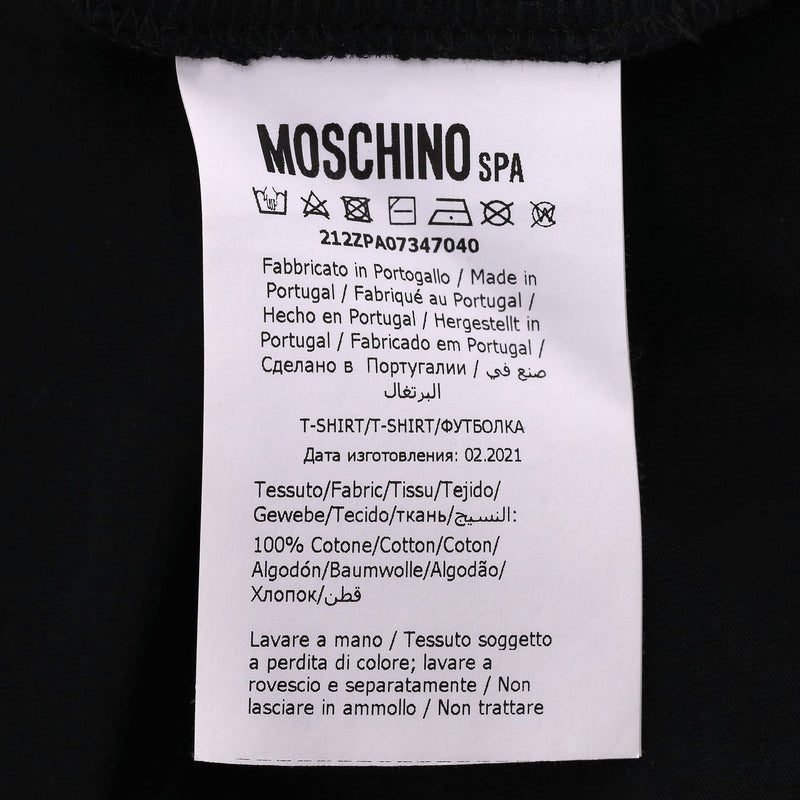 MOSCHINO SPA
212ZPA07347040
Fabbricato in Portogallo / Made in
Portugal / Fabriqué au Portugal /
Hecho en Portugal / Hergestellt in
Portugal / Fabricado em Portugal /
Сделано в Португалии / صنع في
البرتغال
T-SHIRT/T-SHIRT/ФУТБОЛКА
Дата изготовления: 02.2021
Tessuto/Fabric/Tissu/Tejido/
Gewebe/Tecido/ткань/النسيج:
100% Cotone/Cotton/Coton/
Algodón/Baumwolle/Algodão/
Хлопок/قطن
Lavare a mano / Tessuto soggetto
a perdita di colore; lavare a
rovescio e separatamente / Non
lasciare in ammollo / Non trattare